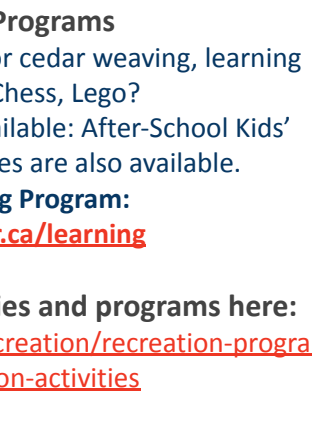 Programs
or cedar weaving, learning
Chess, Lego?
ailable: After-School Kids'
es are also available.
g Program:
r.ca/learning
ies and programs here:
creation/recreation-progra
on-activities